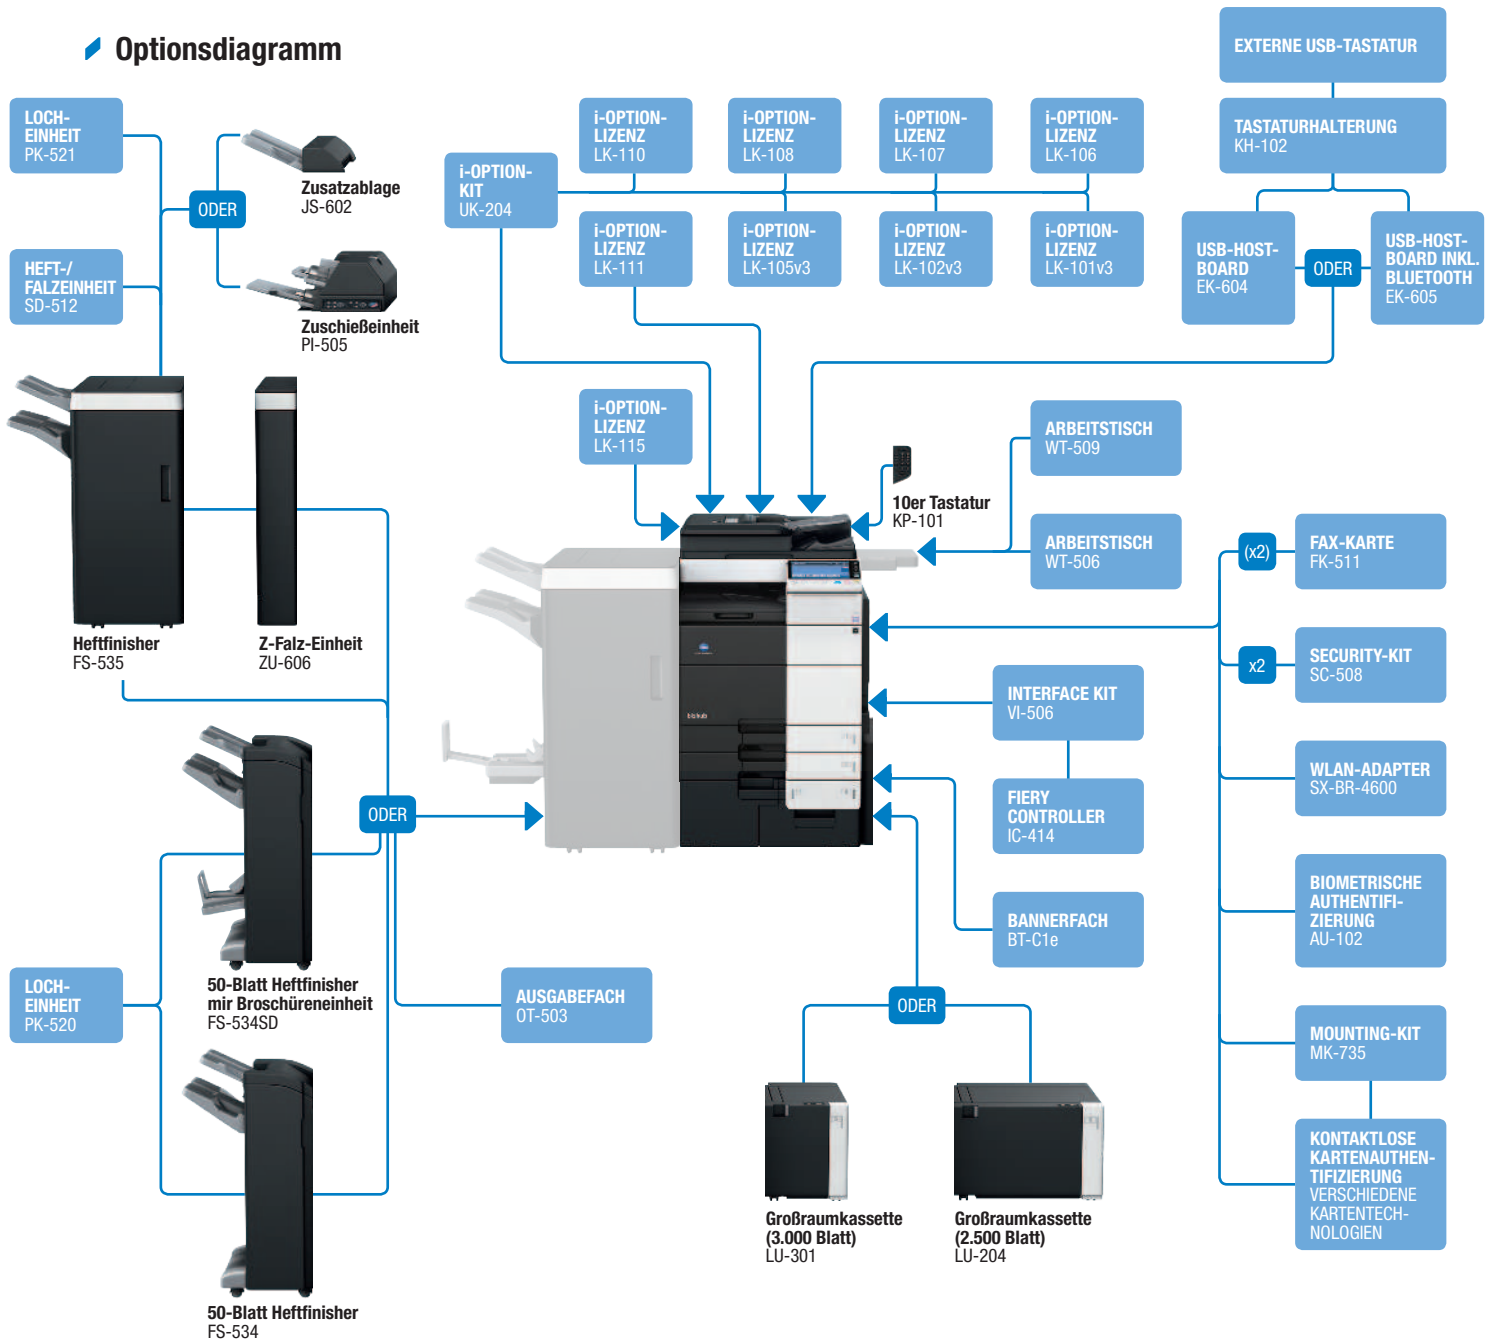 Optionsdiagramm
EXTERNE USB-TASTATUR
TASTATURHALTERUNG
KH-102
LOCH-
EINHEIT
PK-521
Zusatzablage
JS-602
ODER
HEFT-/
FALZEINHEIT
SD-512
Zuschießeinheit
PI-505
i-OPTION-
KIT
UK-204
i-OPTION-
LIZENZ
LK-110
i-OPTION-
LIZENZ
LK-108
i-OPTION-
LIZENZ
LK-107
i-OPTION-
LIZENZ
LK-106
i-OPTION-
LIZENZ
LK-111
i-OPTION-
LIZENZ
LK-105v3
i-OPTION-
LIZENZ
LK-102v3
i-OPTION-
LIZENZ
LK-101v3
USB-HOST-
BOARD
EK-604
ODER
USB-HOST-
BOARD INKL.
BLUETOOTH
EK-605
i-OPTION-
LIZENZ
LK-115
10er Tastatur
KP-101
ARBEITSTISCH
WT-509
ARBEITSTISCH
WT-506
Heftfinisher
FS-535
Z-Falz-Einheit
ZU-606
(x2)
FAX-KARTE
FK-511
x2
SECURITY-KIT
SC-508
INTERFACE KIT
VI-506
bizhub
WLAN-ADAPTER
SX-BR-4600
FIERY
CONTROLLER
IC-414
ODER
BIOMETRISCHE
AUTHENTIFI-
ZIERUNG
AU-102
BANNERFACH
BT-C1e
LOCH-
EINHEIT
PK-520
50-Blatt Heftfinisher
mir Broschüreneinheit
FS-534SD
AUSGABEFACH
OT-503
ODER
MOUNTING-KIT
MK-735
KONTAKTLOSE
KARTENAUTHEN-
TIFIZIERUNG
VERSCHIEDENE
KARTENTECH-
NOLOGIEN
Großraumkassette
(3.000 Blatt)
LU-301
Großraumkassette
(2.500 Blatt)
LU-204
50-Blatt Heftfinisher
FS-534